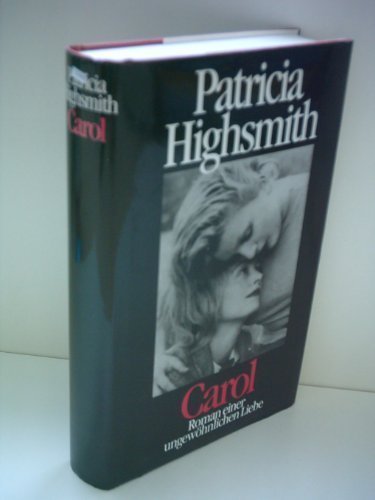 Patricia
Highsmith
Carol
Patricia
Highsmith
Carol
Roman einer
ungewöhnlichen Liebe